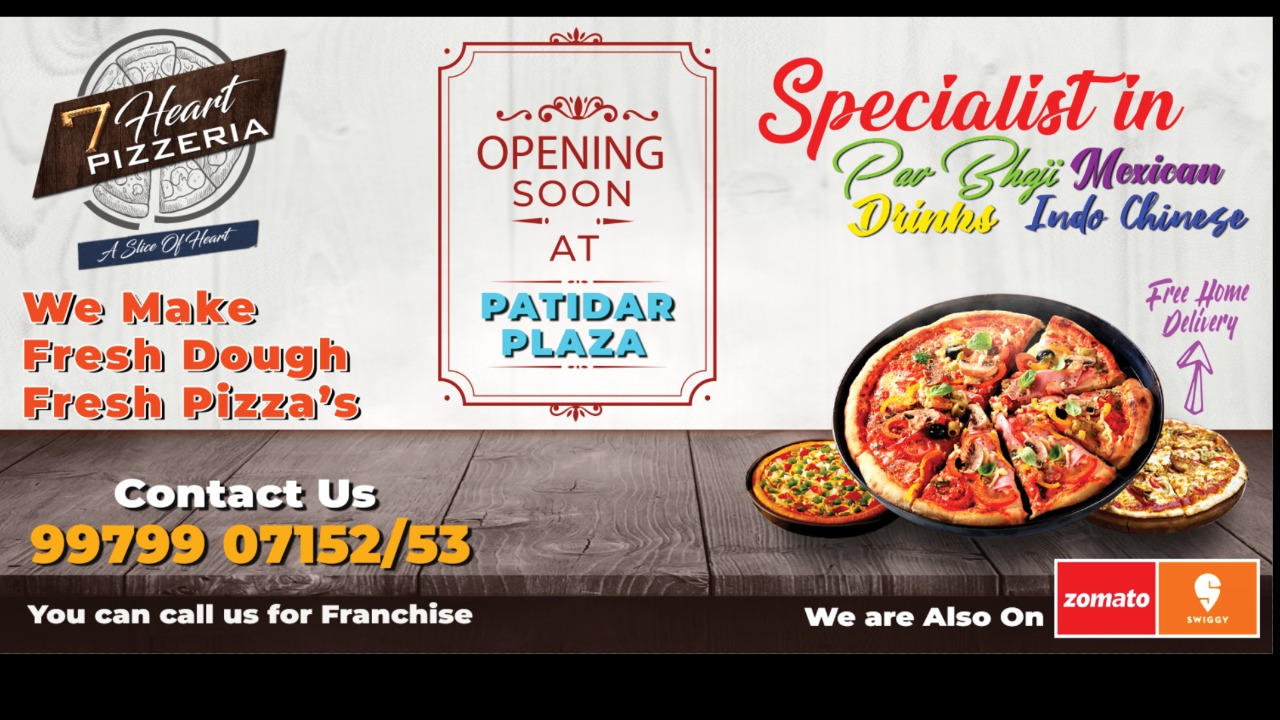 7 Heart
PIZZERIA
A Slice Of Heart
We Make
Fresh Dough
Fresh Pizza's
Contact Us
99799 07152/53
You can call us for Franchise
OPENING
SOON
AT
PATIDAR
PLAZA
Specialist in
Pav Bhaji Mexican
Drinks Indo Chinese
Free Home
Delivery
We are Also On
zomato
SWIGGY